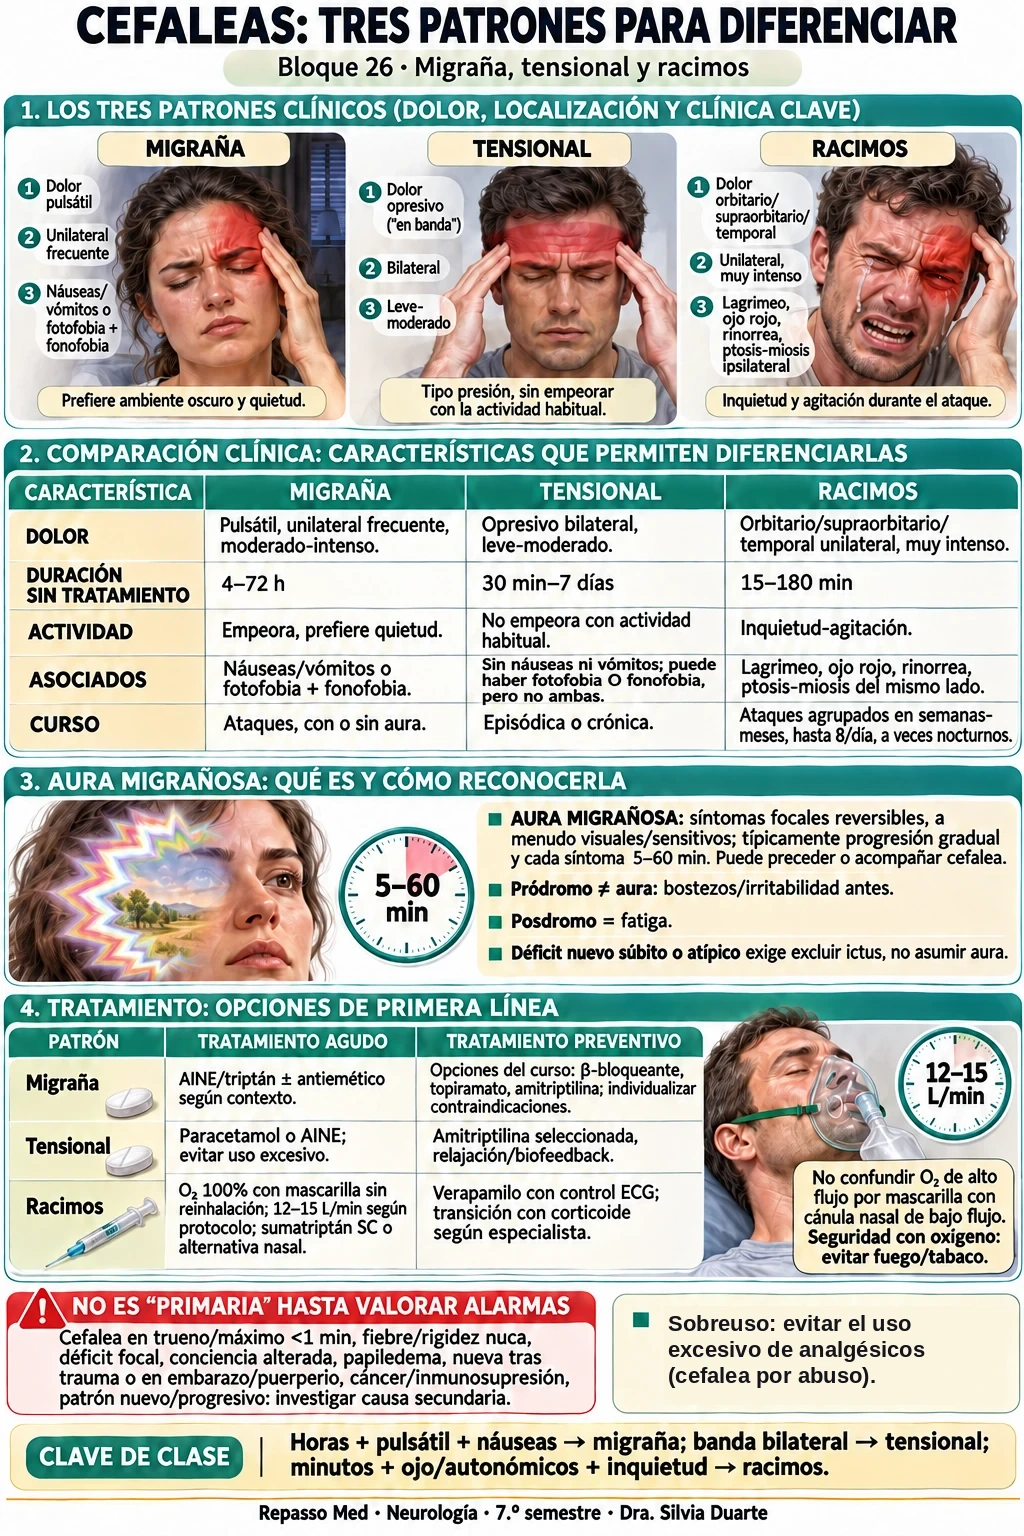 CEFALEAS: TRES PATRONES PARA DIFERENCIAR
Bloque 26 · Migraña, tensional y racimos
1. LOS TRES PATRONES CLÍNICOS (DOLOR, LOCALIZACIÓN Y CLÍNICA CLAVE)
MIGRAÑA
1 Dolor
pulsátil
2 Unilateral
frecuente
3 Náuseas/
vómitos o
fotofobia +
fonofobia
Prefiere ambiente oscuro y quietud.
TENSIONAL
1 Dolor
opresivo
("en banda")
2 Bilateral
3 Leve-
moderado
Tipo presión, sin empeorar
con la actividad habitual.
RACIMOS
1 Dolor
orbitario/
supraorbitario/
temporal
2 Unilateral,
muy intenso
3 Lagrimeo,
ojo rojo,
rinorrea,
ptosis-miosis
ipsilateral
Inquietud y agitación durante el ataque.
2. COMPARACIÓN CLÍNICA: CARACTERÍSTICAS QUE PERMITEN DIFERENCIARLAS
CARACTERÍSTICA MIGRAÑA TENSIONAL RACIMOS
DOLOR
Pulsátil, unilateral frecuente,
moderado-intenso.
Opresivo bilateral,
leve-moderado.
Orbitario/supraorbitario/
temporal unilateral, muy intenso.
DURACIÓN
SIN TRATAMIENTO
4–72 h
30 min–7 días
15–180 min
ACTIVIDAD
Empeora, prefiere quietud.
No empeora con actividad
habitual.
Inquietud-agitación.
ASOCIADOS
Náuseas/vómitos o
fotofobia + fonofobia.
Sin náuseas ni vómitos; puede
haber fotofobia O fonofobia,
pero no ambas.
Lagrimeo, ojo rojo, rinorrea,
ptosis-miosis del mismo lado.
CURSO
Ataques, con o sin aura.
Episódica o crónica.
Ataques agrupados en semanas-
meses, hasta 8/día, a veces nocturnos.
3. AURA MIGRAÑOSA: QUÉ ES Y CÓMO RECONOCERLA
5–60
min
AURA MIGRAÑOSA: síntomas focales reversibles, a
menudo visuales/sensitivos; típicamente progresión gradual
y cada síntoma 5–60 min. Puede preceder o acompañar cefalea.
Pródromo ≠ aura: bostezos/irritabilidad antes.
Posdromo = fatiga.
Déficit nuevo súbito o atípico exige excluir ictus, no asumir aura.
4. TRATAMIENTO: OPCIONES DE PRIMERA LÍNEA
PATRÓN TRATAMIENTO AGUDO TRATAMIENTO PREVENTIVO
Migraña
AINE/triptán ± antiemético
según contexto.
Opciones del curso: β-bloqueante,
topiramato, amitriptilina; individualizar
contraindicaciones.
Tensional
Paracetamol o AINE;
evitar uso excesivo.
Amitriptilina seleccionada,
relajación/biofeedback.
Racimos
O₂ 100% con mascarilla sin
reinhalación; 12–15 L/min según
protocolo; sumatriptán SC o
alternativa nasal.
Verapamilo con control ECG;
transición con corticoide
según especialista.
12–15
L/min
No confundir O₂ de alto
flujo por mascarilla con
cánula nasal de bajo flujo.
Seguridad con oxígeno:
evitar fuego/tabaco.
! NO ES “PRIMARIA” HASTA VALORAR ALARMAS
Cefalea en trueno/máximo <1 min, fiebre/rigidez nuca,
déficit focal, conciencia alterada, papiledema, nueva tras
trauma o en embarazo/puerperio, cáncer/inmunosupresión,
patrón nuevo/progresivo: investigar causa secundaria.
Sobreuso: evitar el uso
excesivo de analgésicos
(cefalea por abuso).
CLAVE DE CLASE
Horas + pulsátil + náuseas → migraña; banda bilateral → tensional;
minutos + ojo/autonómicos + inquietud → racimos.
Repasso Med · Neurología · 7.º semestre · Dra. Silvia Duarte